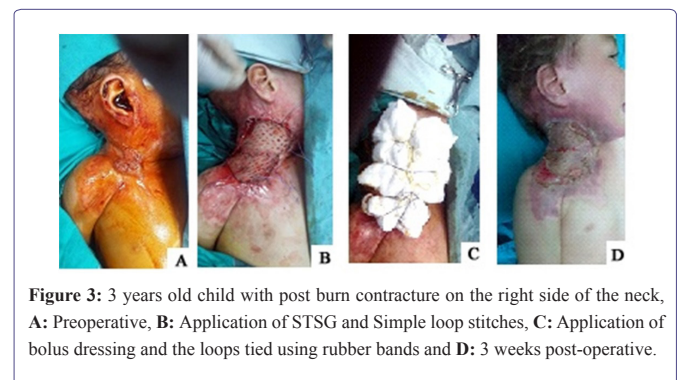 A
B
C
D
Figure 3: 3 years old child with post burn contracture on the right side of the neck,
A: Preoperative, B: Application of STSG and Simple loop stitches, C: Application of
bolus dressing and the loops tied using rubber bands and D: 3 weeks post-operative.